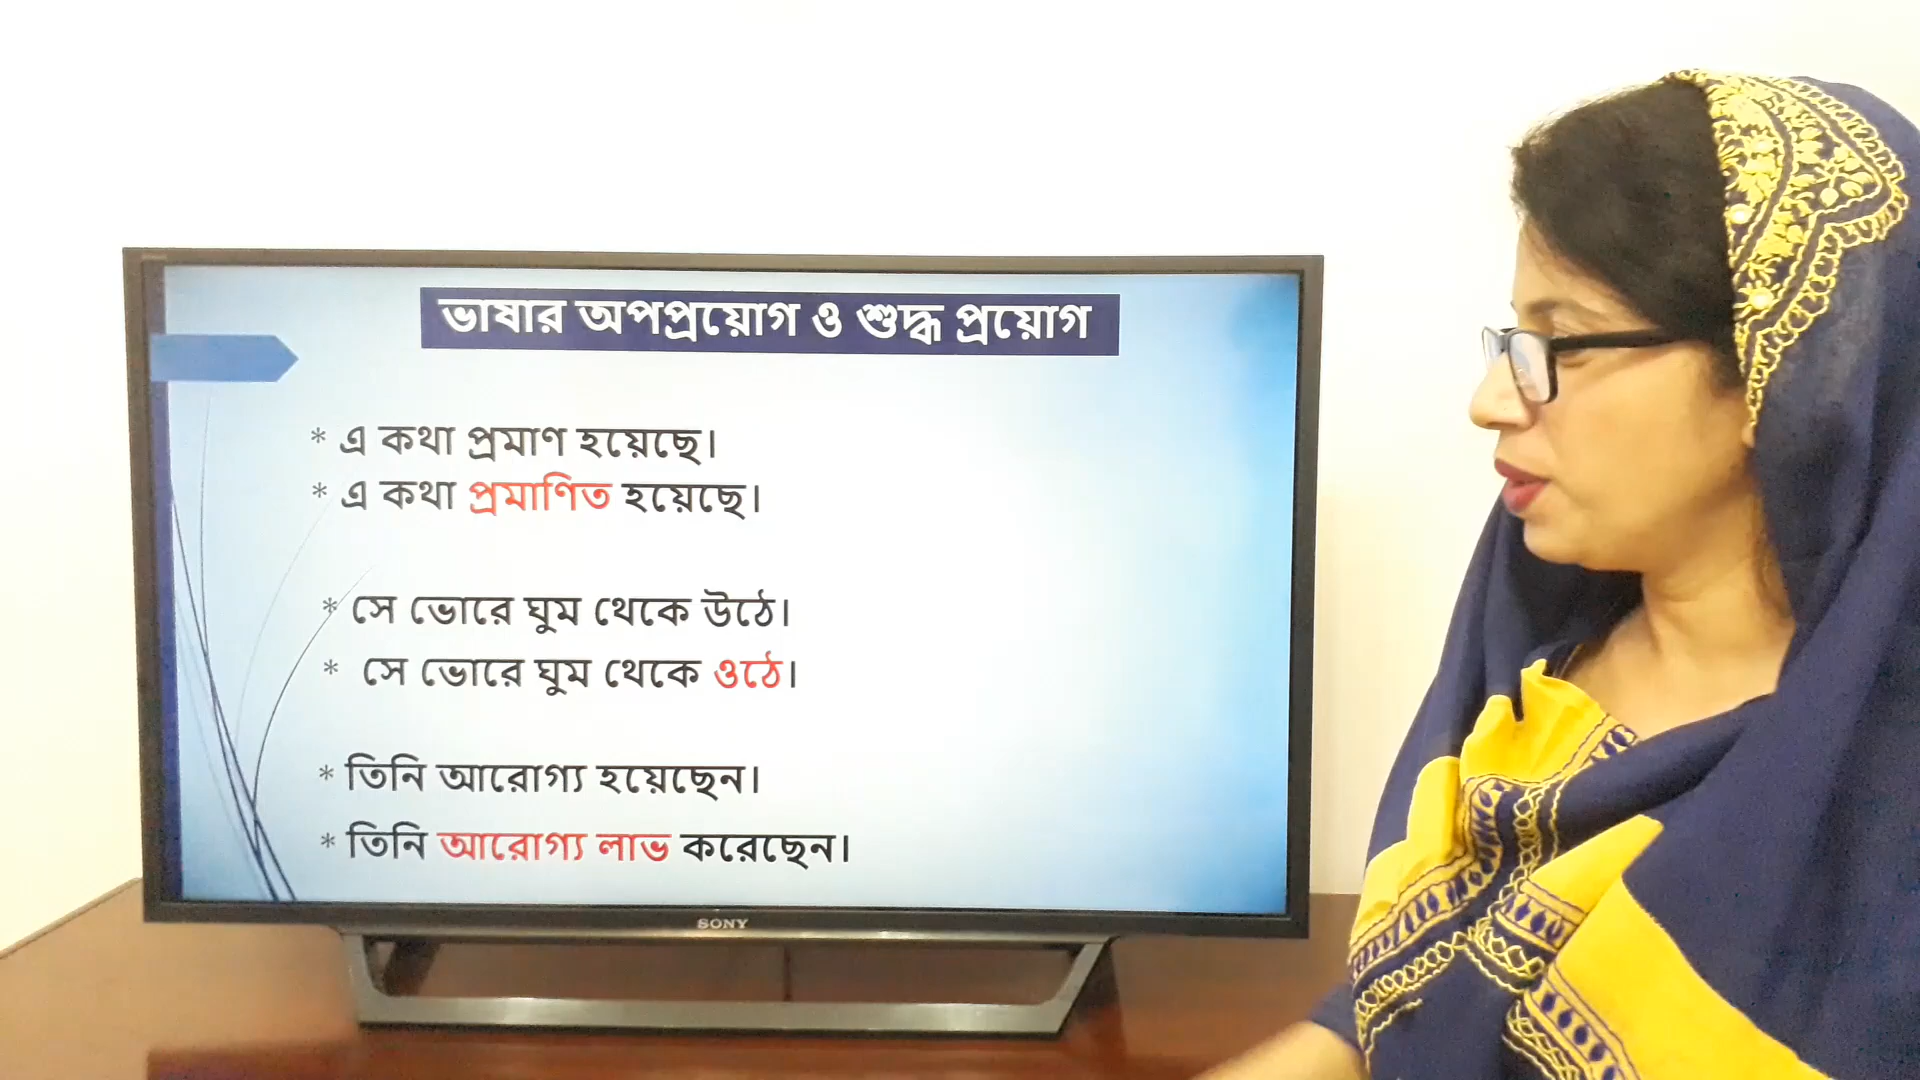 ভাষার অপপ্রয়োগ ও শুদ্ধ প্রয়োগ
* এ কথা প্রমাণ হয়েছে।
* এ কথা প্রমাণিত হয়েছে।
* সে ভোরে ঘুম থেকে উঠে।
* সে ভোরে ঘুম থেকে ওঠে।
* তিনি আরোগ্য হয়েছেন।
* তিনি আরোগ্য লাভ করেছেন।
SONY